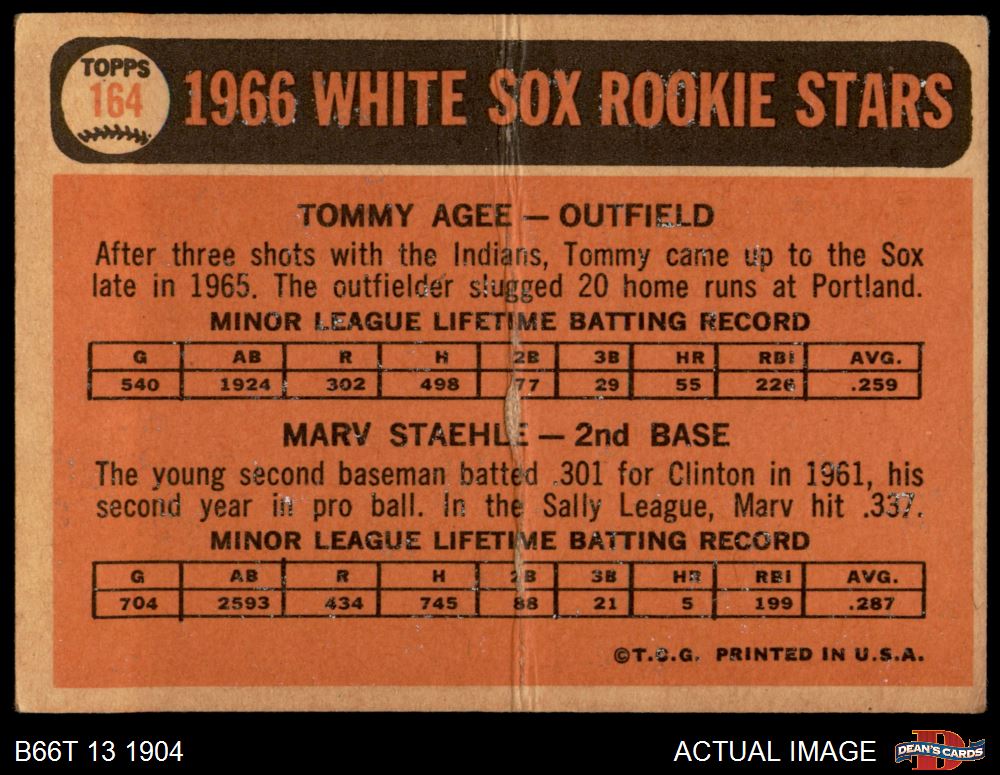 TOPPS
164
1966 WHITE SOX ROOKIE STARS
TOMMY AGEE — OUTFIELD
After three shots with the Indians, Tommy came up to the Sox
late in 1965. The outfielder slugged 20 home runs at Portland.
MINOR LEAGUE LIFETIME BATTING RECORD
G AB R H 2B 3B HR RBI AVG.
540 1924 302 498 77 29 55 226 .259
MARV STAEHLE — 2nd BASE
The young second baseman batted .301 for Clinton in 1961, his
second year in pro ball. In the Sally League, Marv hit .337.
MINOR LEAGUE LIFETIME BATTING RECORD
G AB R H 2B 3B HR RBI AVG.
704 2593 434 745 88 21 5 199 .287
©T.C.G. PRINTED IN U.S.A.
B66T 13 1904
ACTUAL IMAGE
DEAN'S CARDS